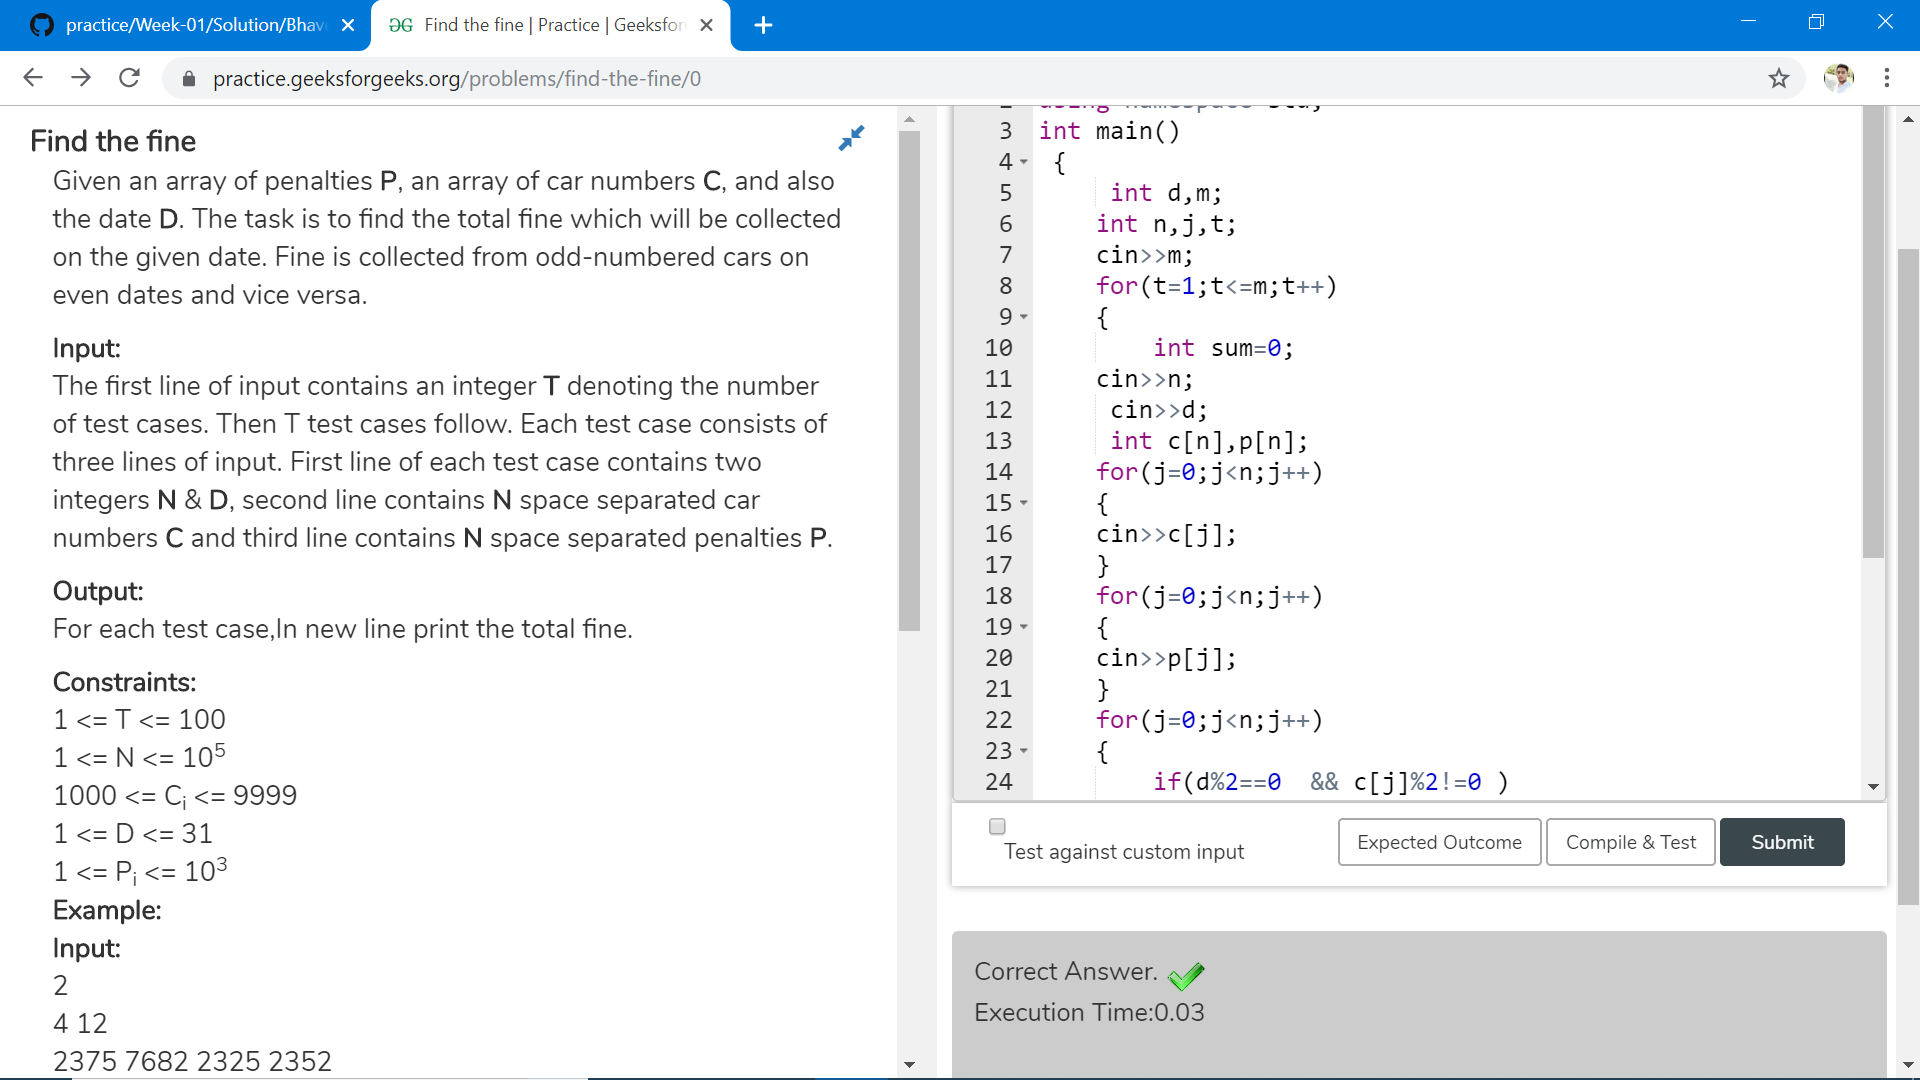 practice/Week-01/Solution/Bhav
Find the fine | Practice | Geeksfor
practice.geeksforgeeks.org/problems/find-the-fine/0
Find the fine
Given an array of penalties P, an array of car numbers C, and also
the date D. The task is to find the total fine which will be collected
on the given date. Fine is collected from odd-numbered cars on
even dates and vice versa.
Input:
The first line of input contains an integer T denoting the number
of test cases. Then T test cases follow. Each test case consists of
three lines of input. First line of each test case contains two
integers N & D, second line contains N space separated car
numbers C and third line contains N space separated penalties P.
Output:
For each test case,In new line print the total fine.
Constraints:
1 <= T <= 100
1 <= N <= 10⁵
1000 <= Cᵢ <= 9999
1 <= D <= 31
1 <= Pᵢ <= 10³
Example:
Input:
2
4 12
2375 7682 2325 2352
2 using namespace std;
3 int main()
4 {
5 int d,m;
6 int n,j,t;
7 cin>>m;
8 for(t=1;t<=m;t++)
9 {
10 int sum=0;
11 cin>>n;
12 cin>>d;
13 int c[n],p[n];
14 for(j=0;j<n;j++)
15 {
16 cin>>c[j];
17 }
18 for(j=0;j<n;j++)
19 {
20 cin>>p[j];
21 }
22 for(j=0;j<n;j++)
23 {
24 if(d%2==0  && c[j]%2!=0 )
Test against custom input
Expected Outcome
Compile & Test
Submit
Correct Answer.
Execution Time:0.03